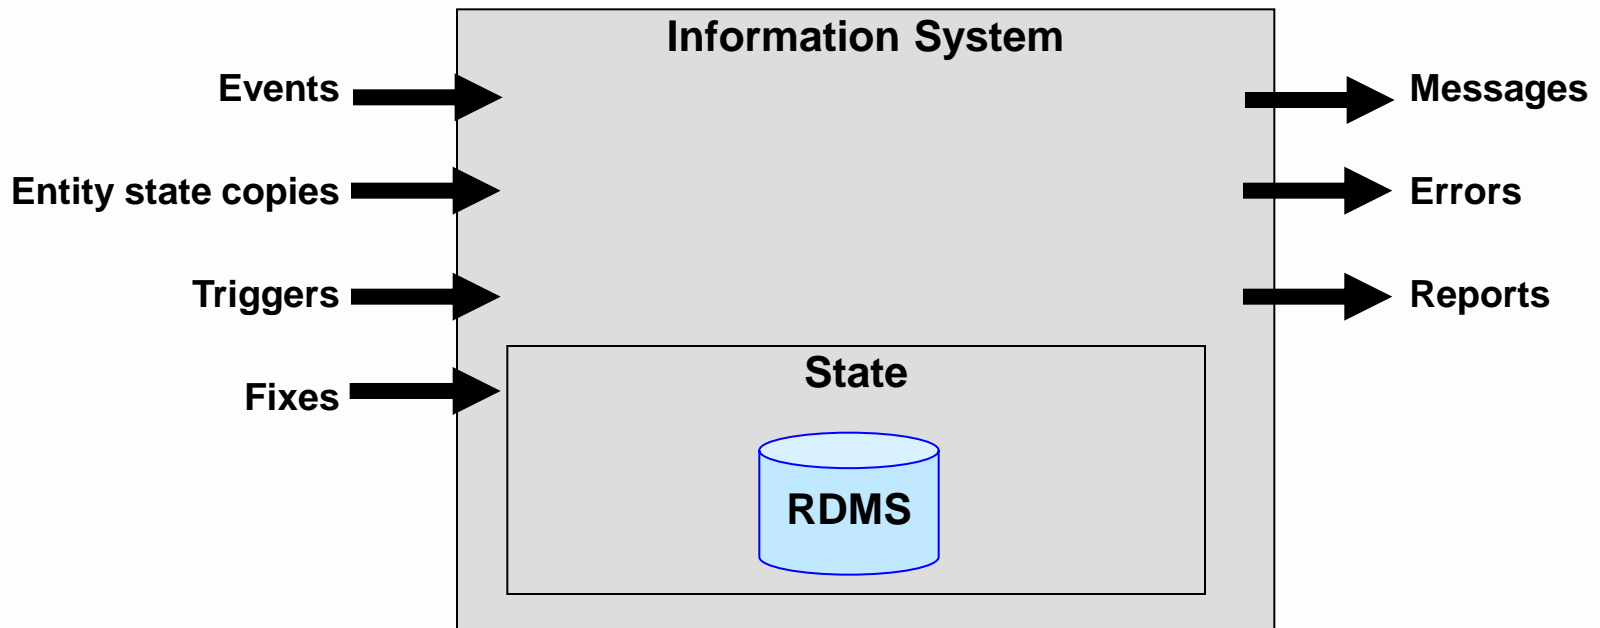 Information System
Events
Messages
Entity state copies
Errors
Triggers
Reports
State
Fixes
RDMS